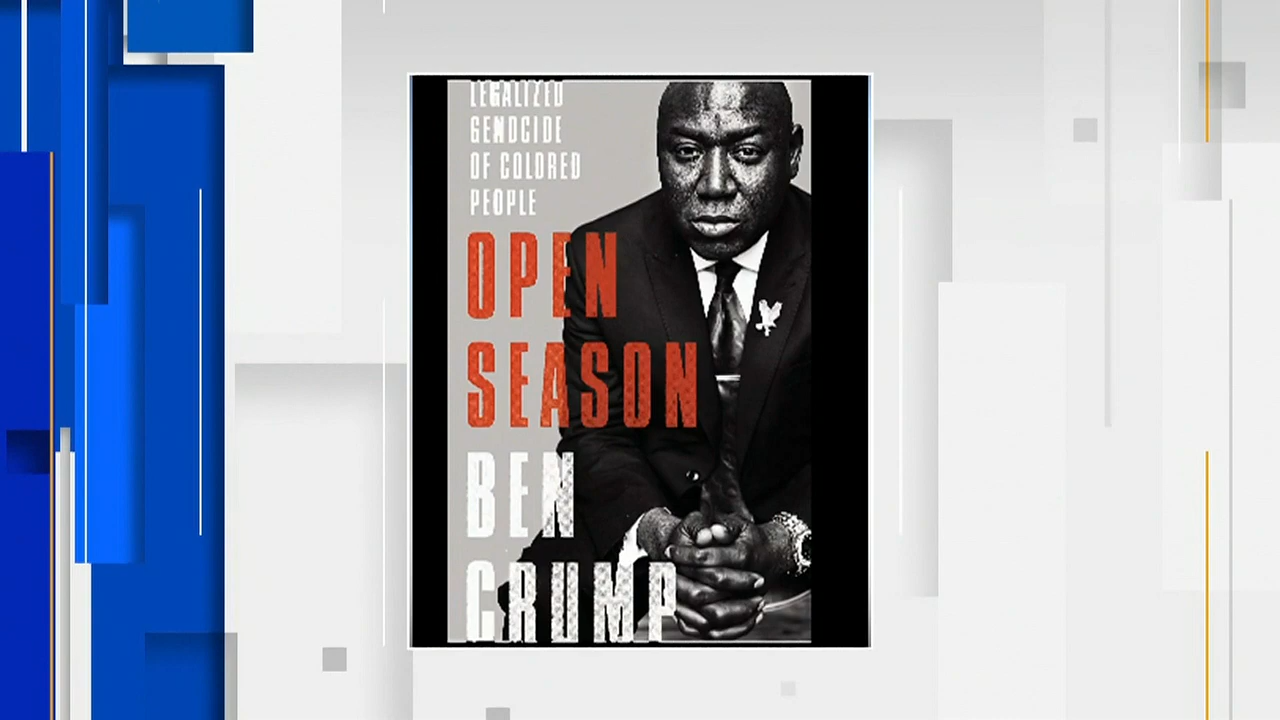 LEGALIZED
GENOCIDE
OF COLORED
PEOPLE
OPEN
SEASON
BEN
CRUMP